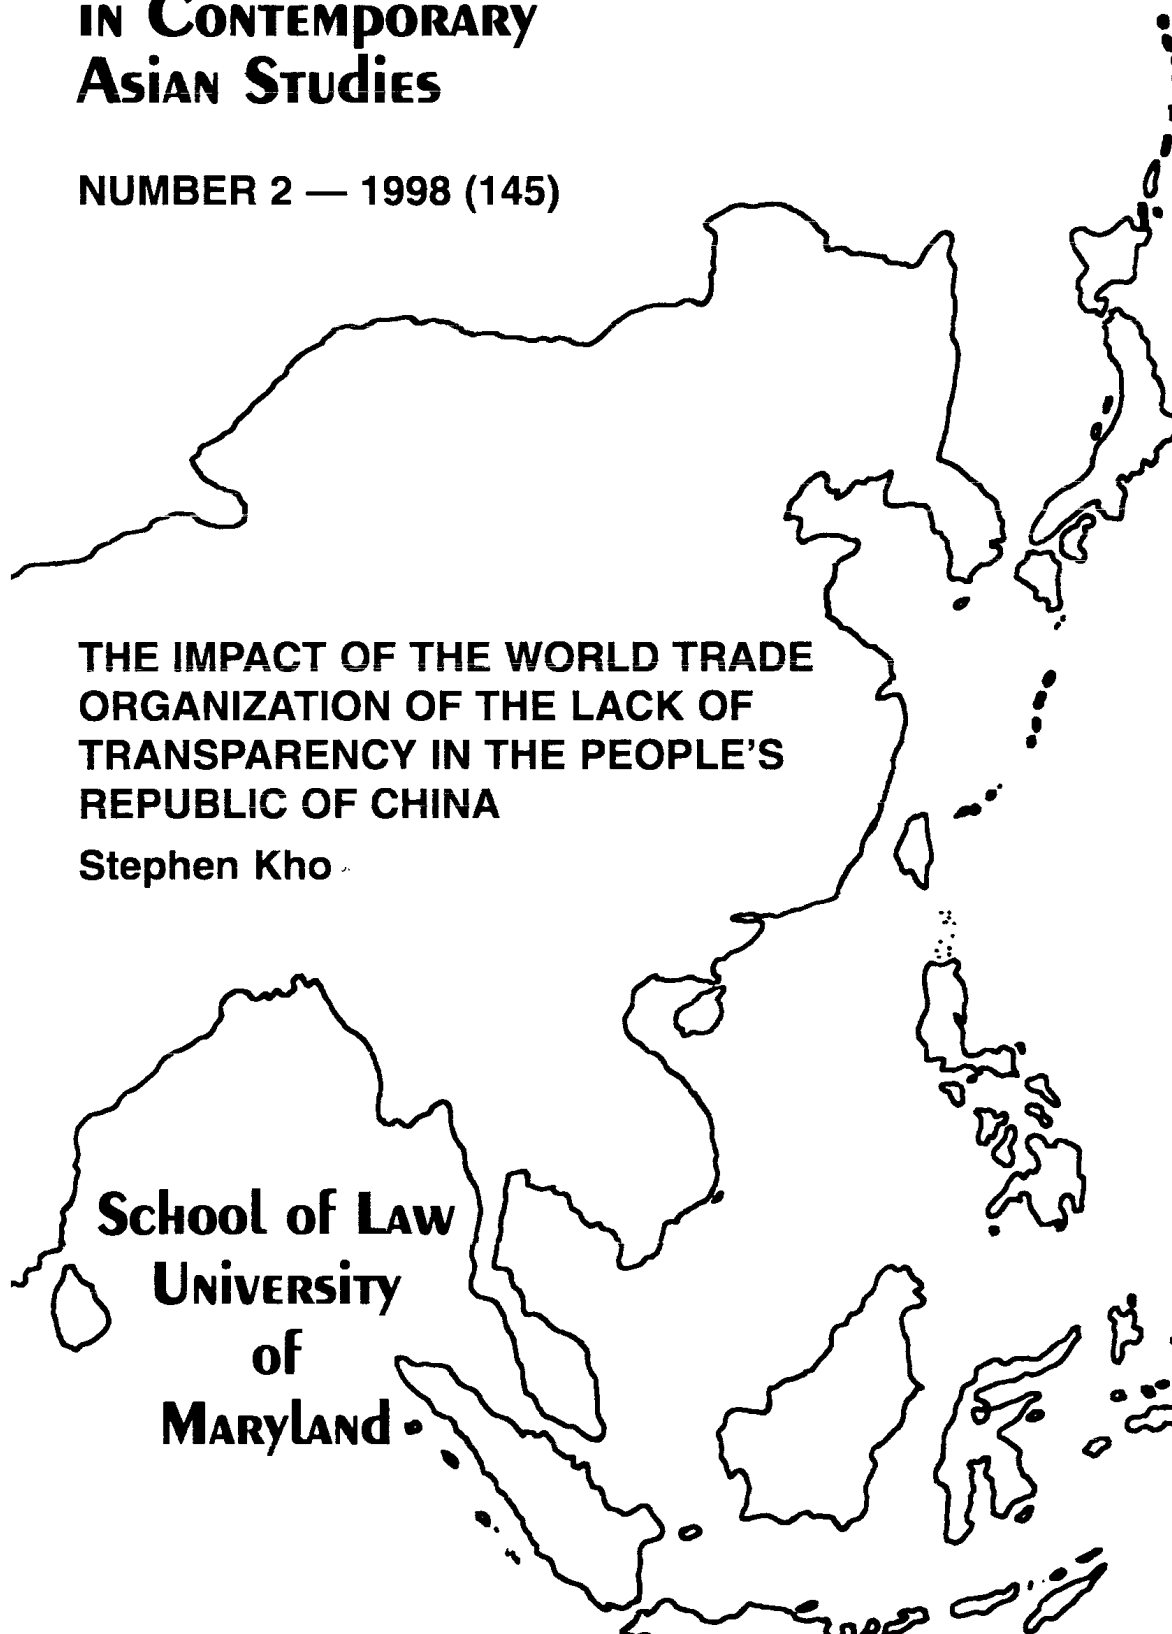 IN CONTEMPORARY
ASIAN STUDIES
NUMBER 2 — 1998 (145)
THE IMPACT OF THE WORLD TRADE
ORGANIZATION OF THE LACK OF
TRANSPARENCY IN THE PEOPLE'S
REPUBLIC OF CHINA
Stephen Kho
School of Law
University
of
Maryland